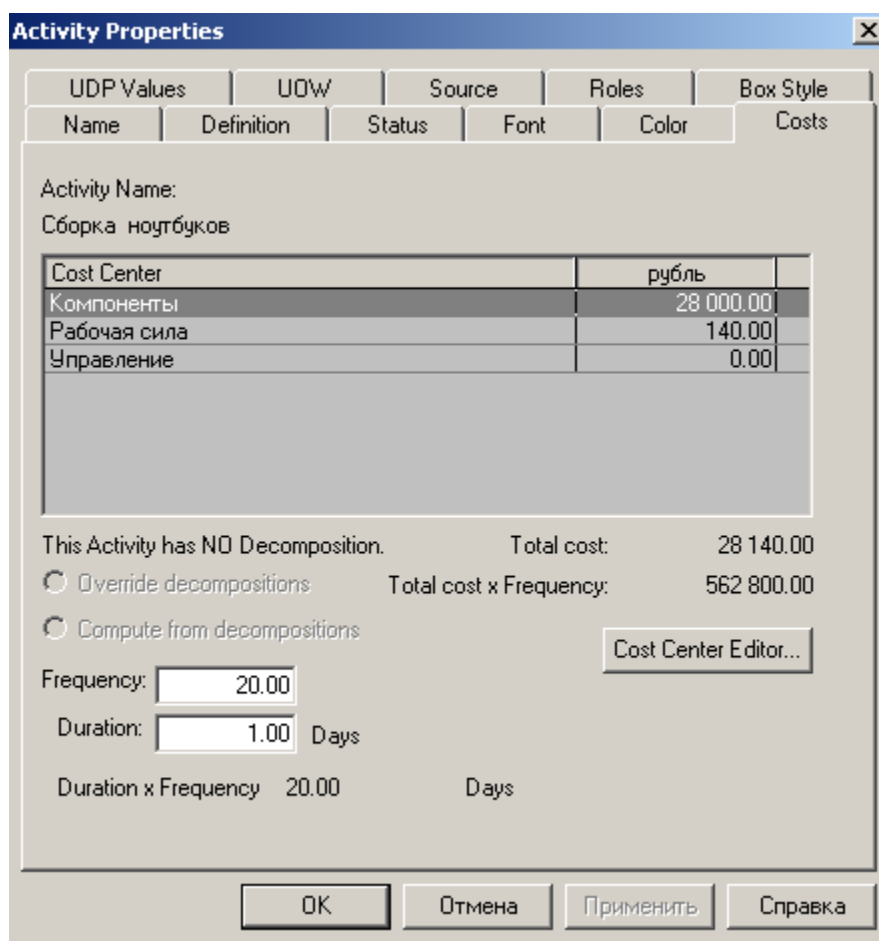 Activity Properties
UDP Values UOW Source Roles Box Style
Name Definition Status Font Color Costs
Activity Name:
Сборка ноутбуков
Cost Center рубль
Компоненты 28 000.00
Рабочая сила 140.00
Управление 0.00
This Activity has NO Decomposition. Total cost: 28 140.00
Override decompositions Total cost x Frequency: 562 800.00
Compute from decompositions
Cost Center Editor...
Frequency: 20.00
Duration: 1.00 Days
Duration x Frequency 20.00 Days
OK Отмена Применить Справка